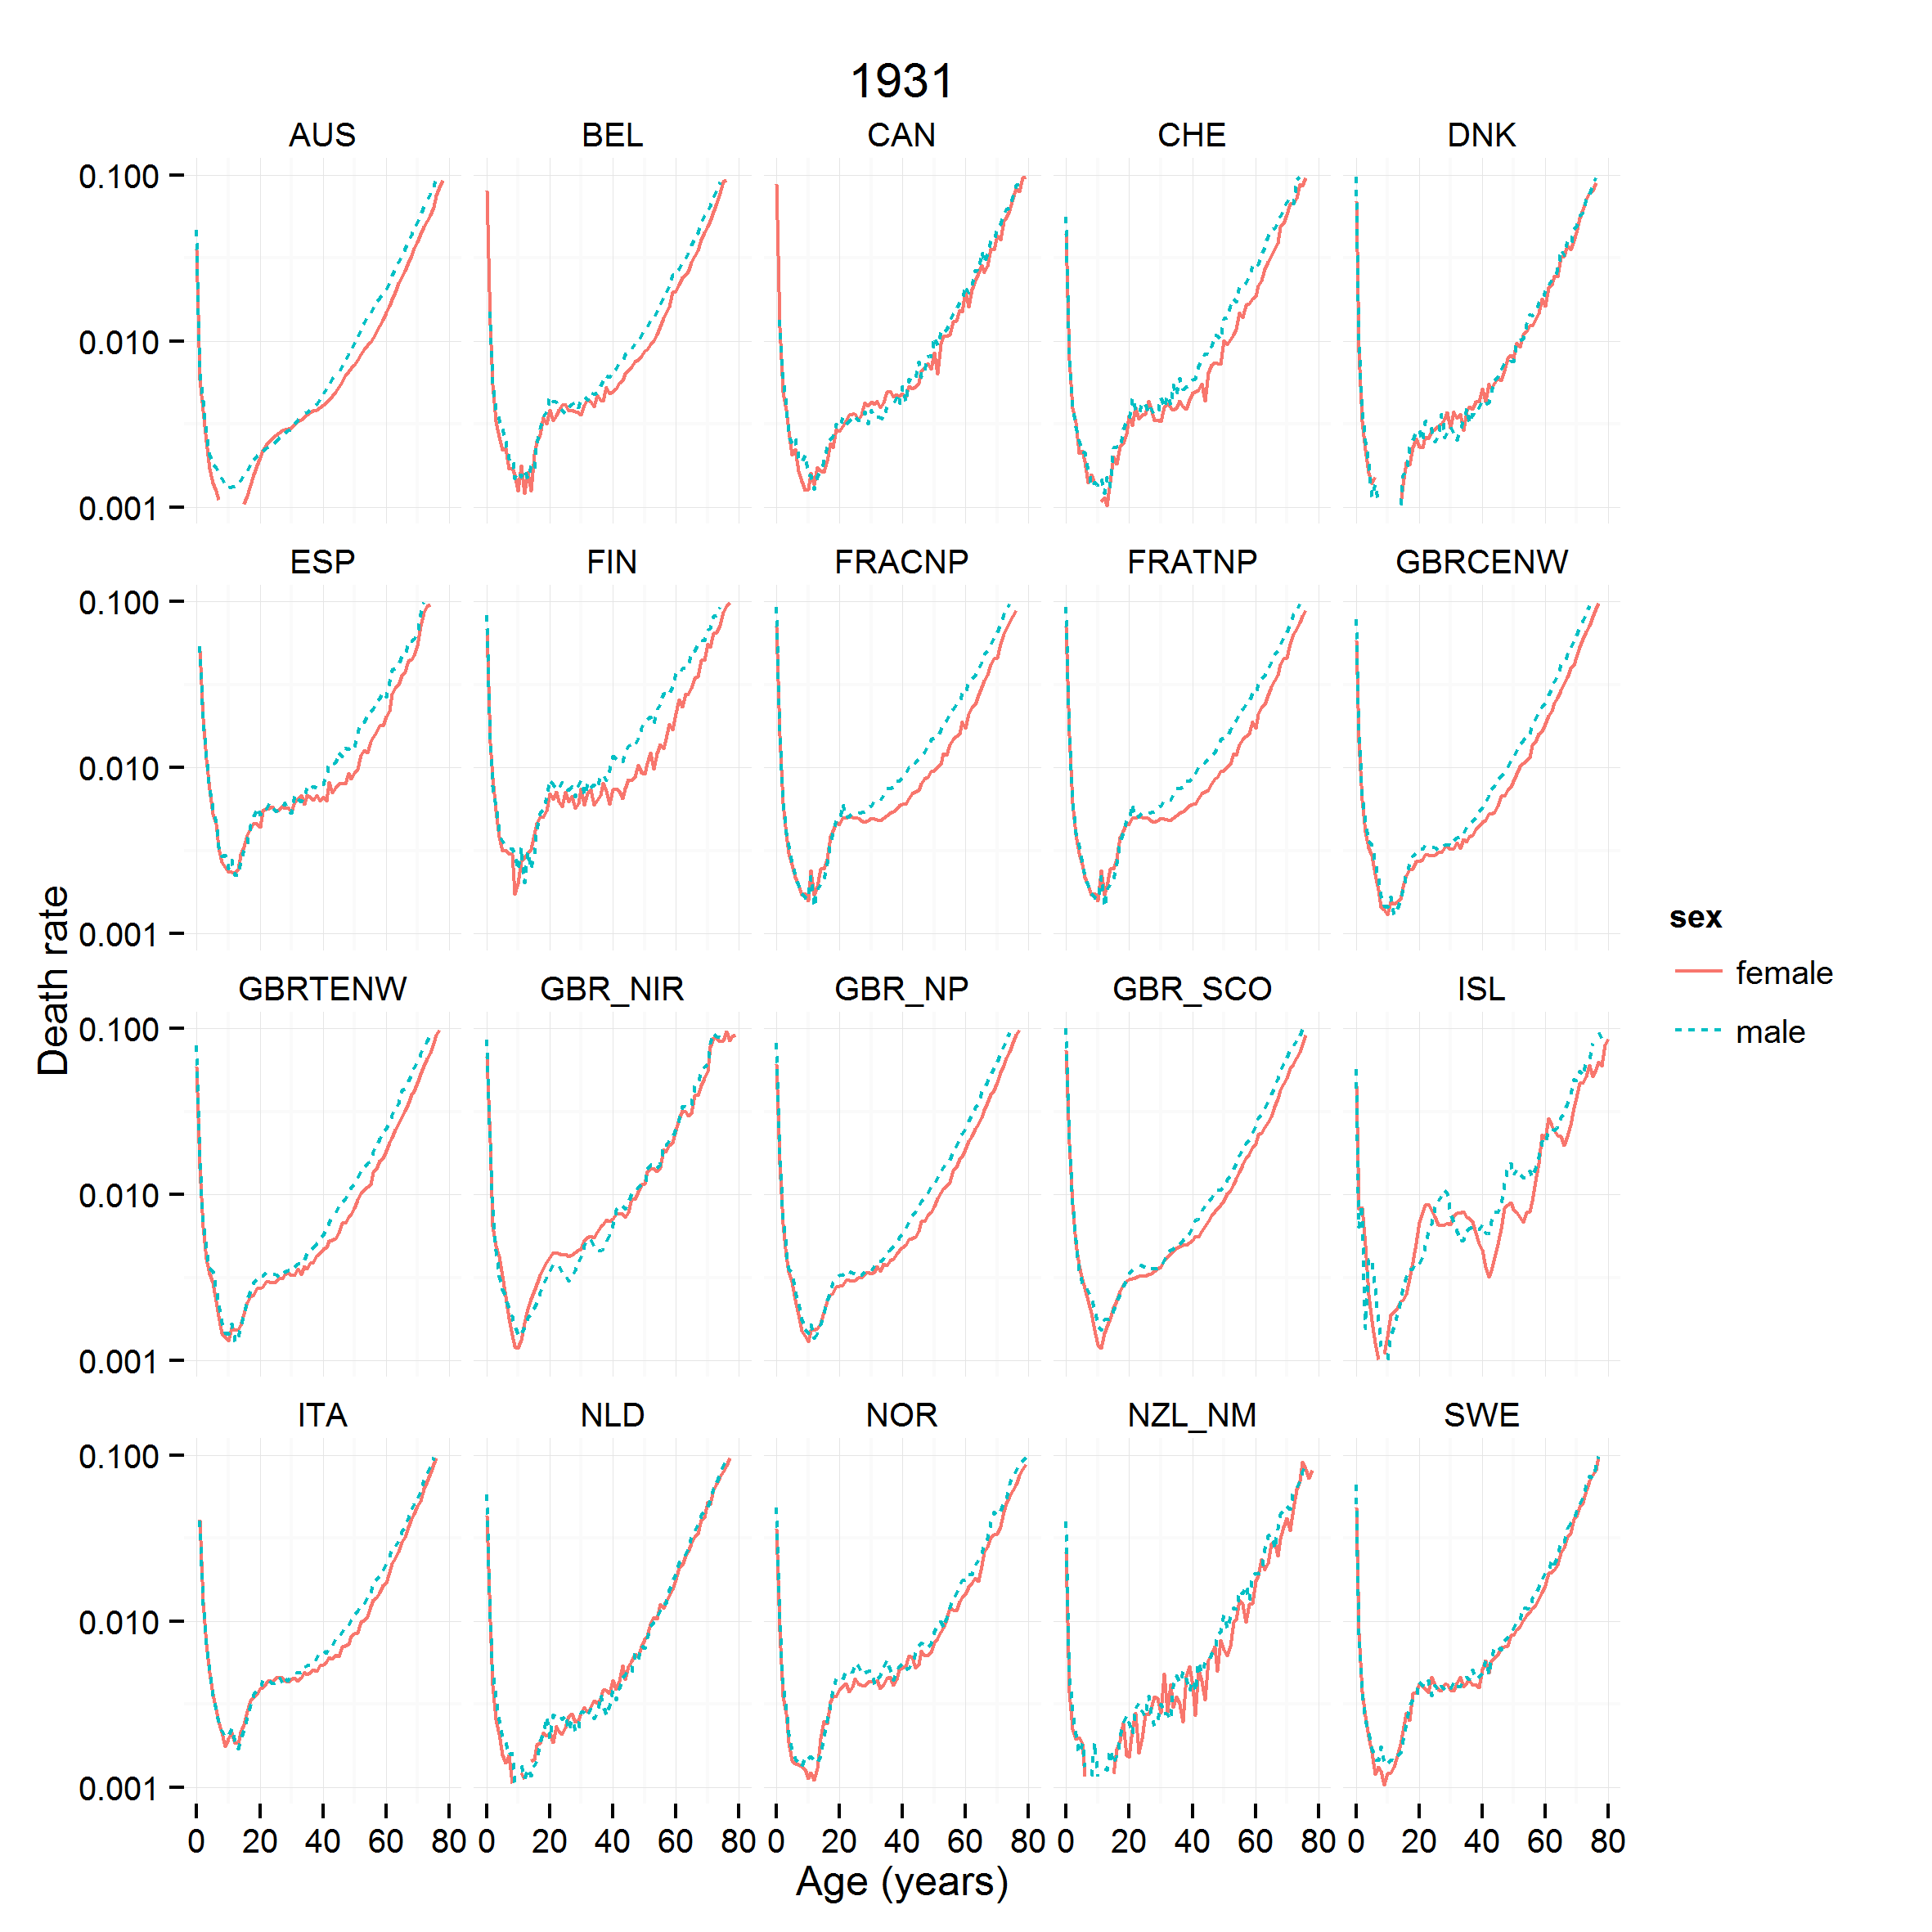 1931
AUS BEL CAN CHE DNK
0.100
0.010
0.001
ESP FIN FRACNP FRATNP GBRCENW
0.100
0.010
0.001
GBRTENW GBR_NIR GBR_NP GBR_SCO ISL
0.100
0.010
0.001
ITA NLD NOR NZL_NM SWE
0.100
0.010
0.001
0 20 40 60 80 0 20 40 60 80 0 20 40 60 80 0 20 40 60 80 0 20 40 60 80
Age (years)
Death rate
sex
female
male